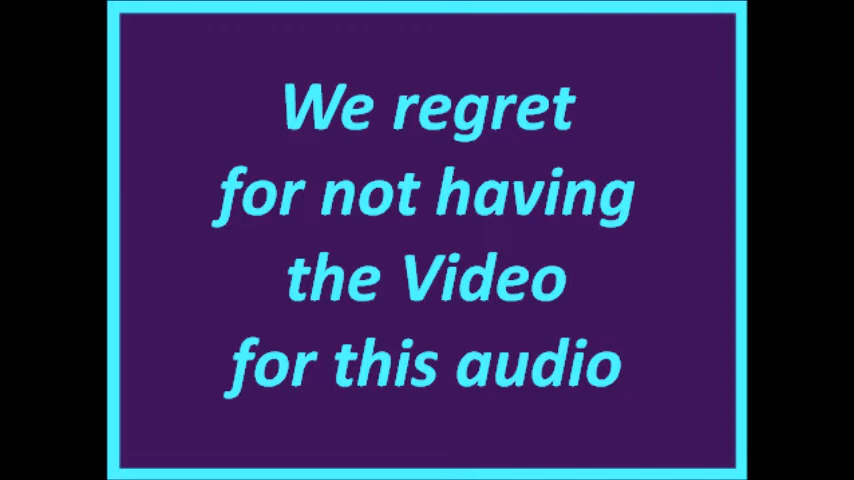 We regret
for not having
the Video
for this audio